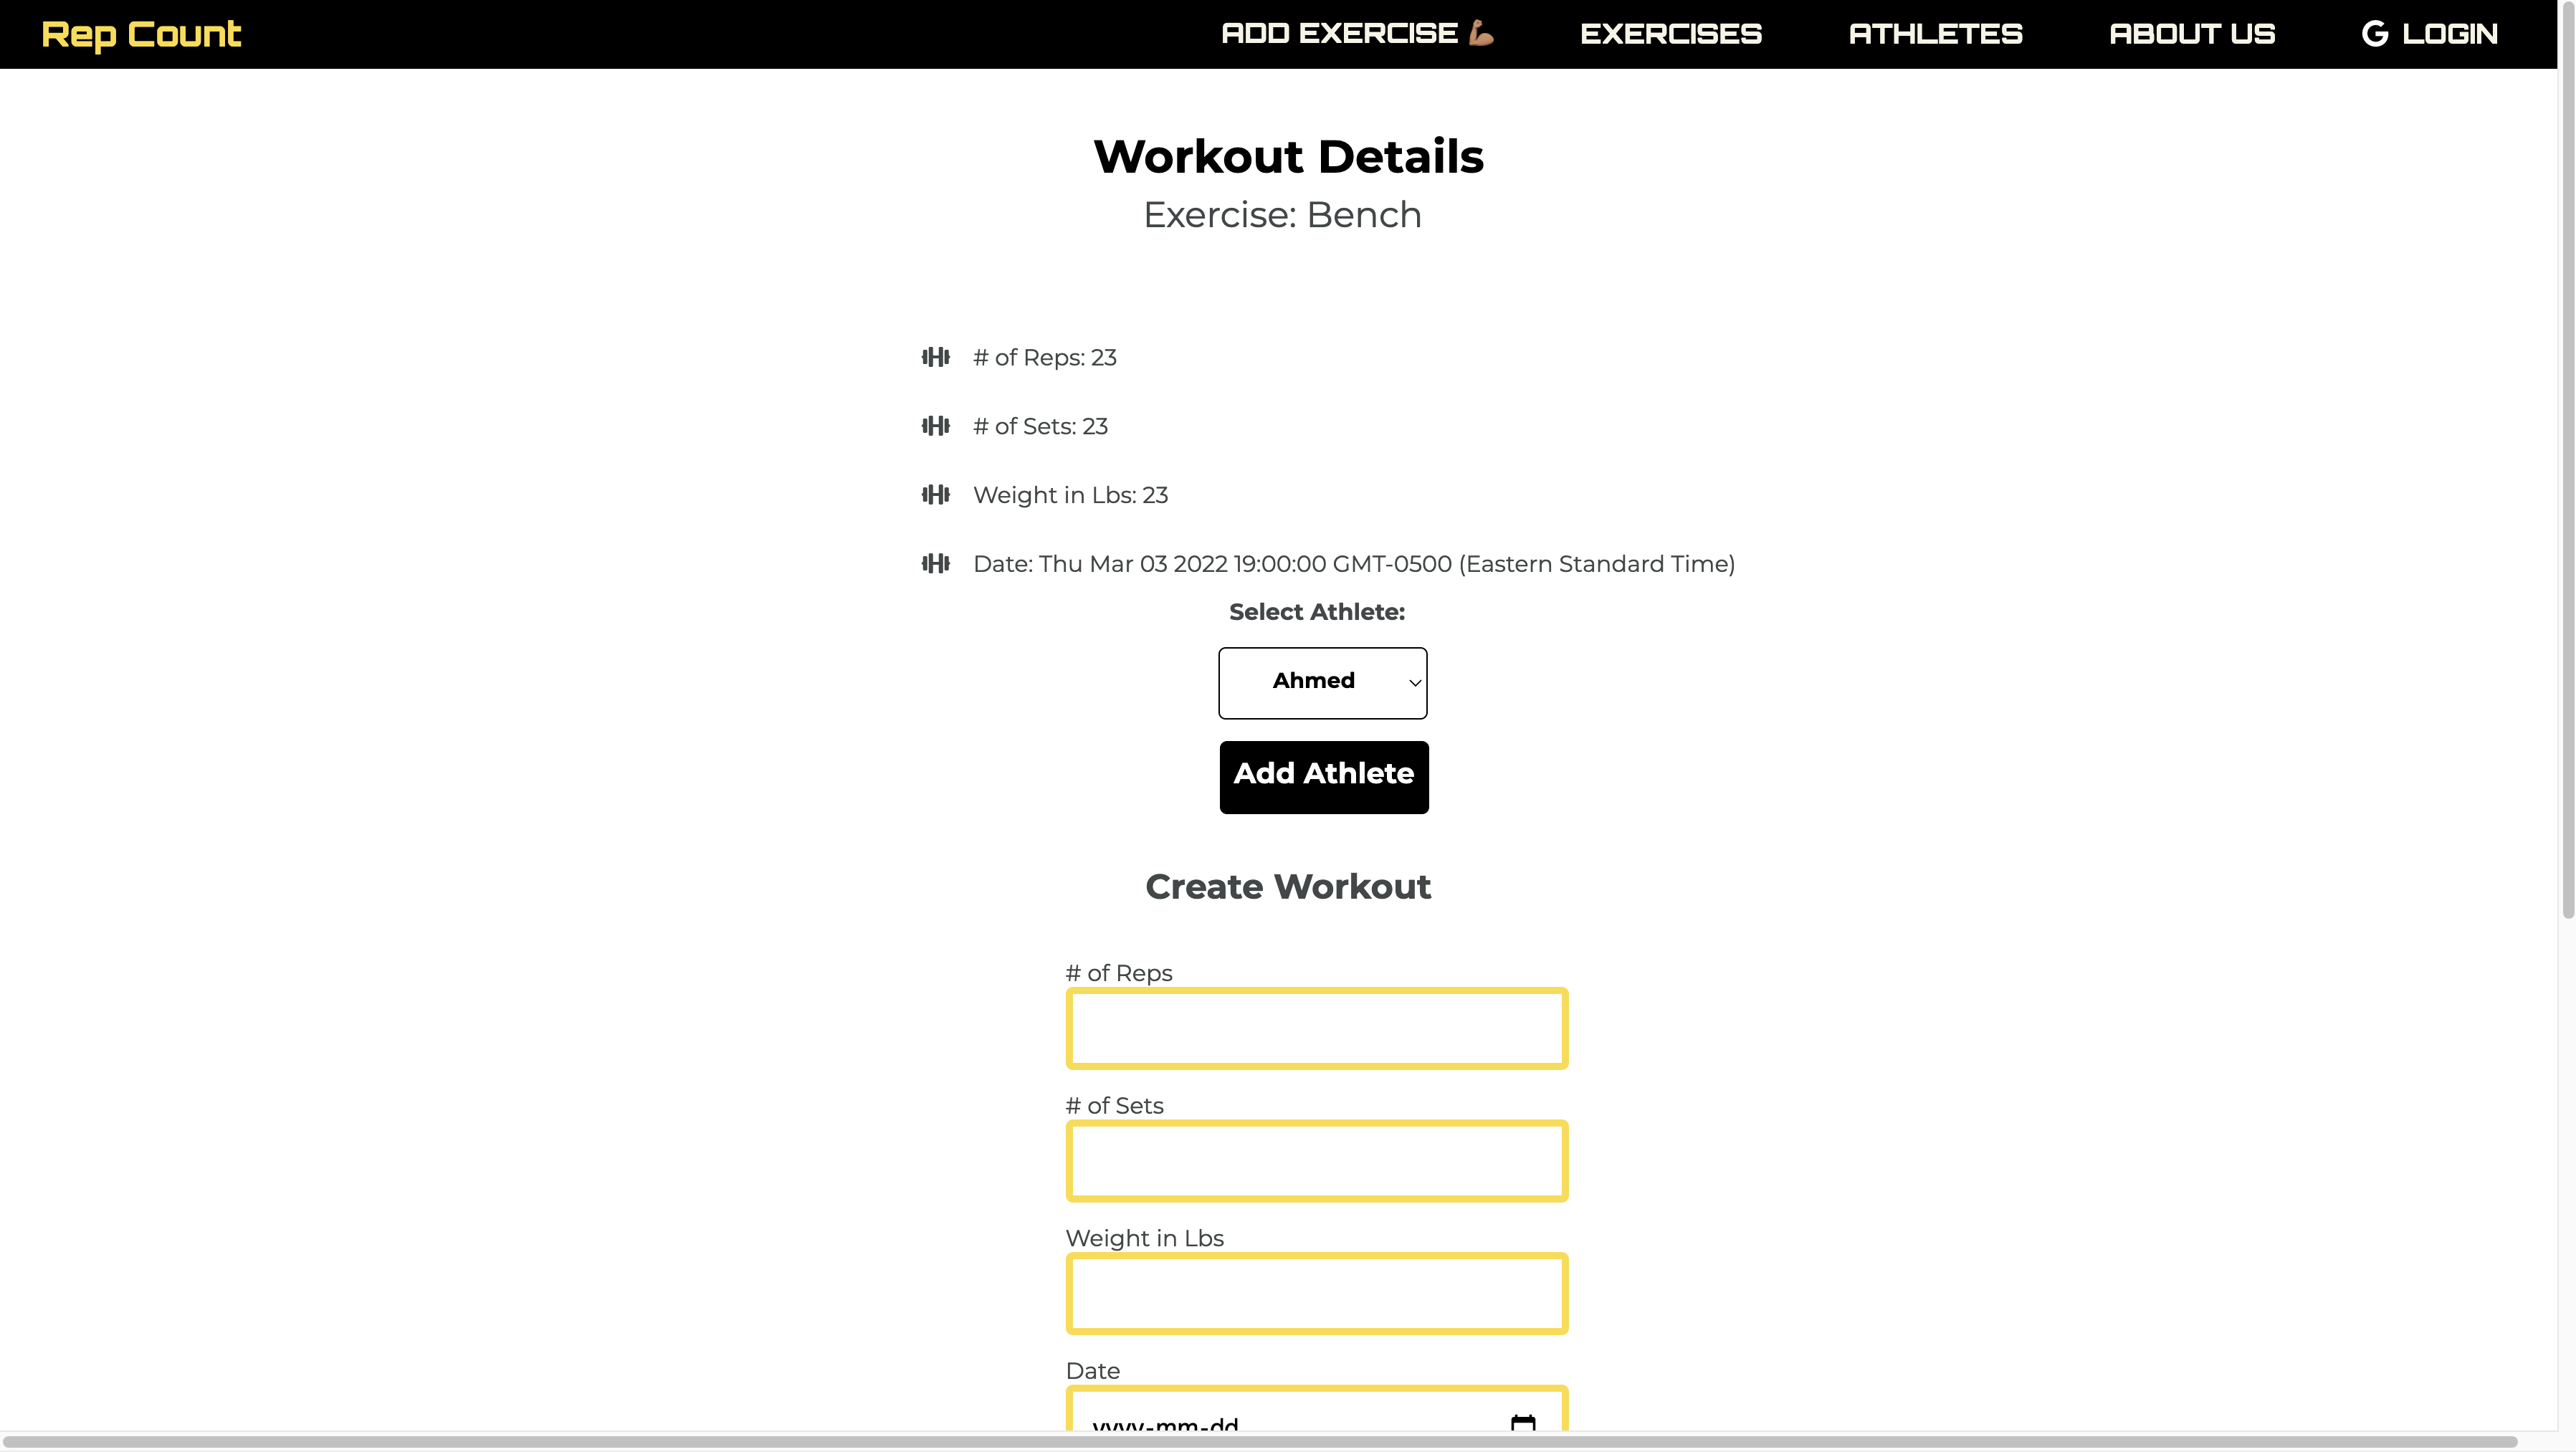 Rep Count
ADD EXERCISE 💪🏽
EXERCISES
ATHLETES
ABOUT US
G LOGIN
Workout Details
Exercise: Bench
# of Reps: 23
# of Sets: 23
Weight in Lbs: 23
Date: Thu Mar 03 2022 19:00:00 GMT-0500 (Eastern Standard Time)
Select Athlete:
Ahmed
Add Athlete
Create Workout
# of Reps
# of Sets
Weight in Lbs
Date
yyyy-mm-dd